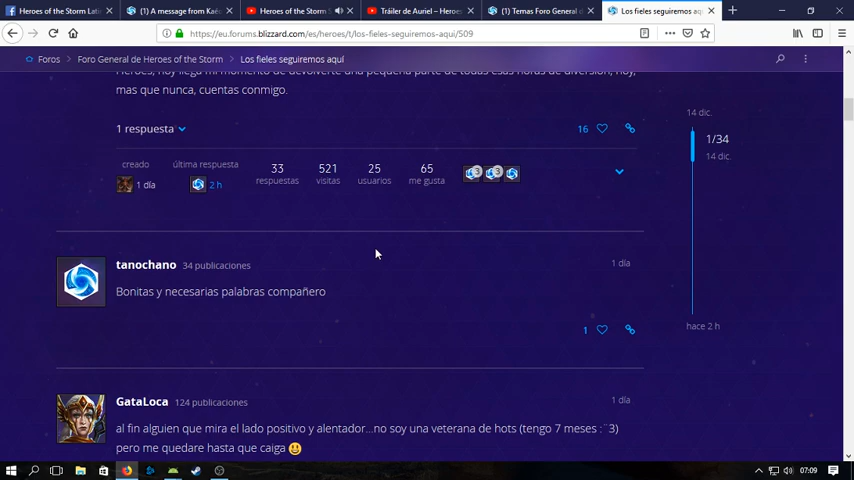 Heroes of the Storm Latin
(1) A message from Kaé
Heroes of the Storm S
Tráiler de Auriel – Heroes
(1) Temas Foro General d
Los fieles seguiremos aq
https://eu.forums.blizzard.com/es/heroes/t/los-fieles-seguiremos-aqui/509
Foros
Foro General de Heroes of the Storm
Los fieles seguiremos aquí
Heroes, hoy llega mi momento de devolverte una pequeña parte de todas esas horas de diversión, hoy,
mas que nunca, cuentas conmigo.
1 respuesta
16
14 dic.
1/34
14 dic.
creado
última respuesta
33
521
25
65
1 día
2 h
respuestas
visitas
usuarios
me gusta
3
3
tanochano 34 publicaciones
1 día
Bonitas y necesarias palabras compañero
1
hace 2 h
GataLoca 124 publicaciones
1 día
al fin alguien que mira el lado positivo y alentador...no soy una veterana de hots (tengo 7 meses :¨3)
pero me quedare hasta que caiga
07:09